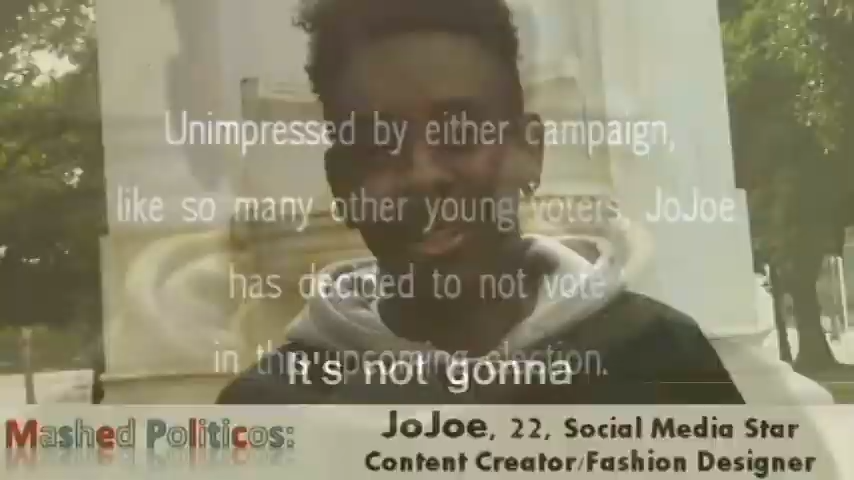 Unimpressed by either campaign,
like so many other young voters, JoJoe
has decided to not vote
in this upcoming election.
It's not gonna
Mashed Politicos:
JoJoe, 22, Social Media Star
Content Creator/Fashion Designer